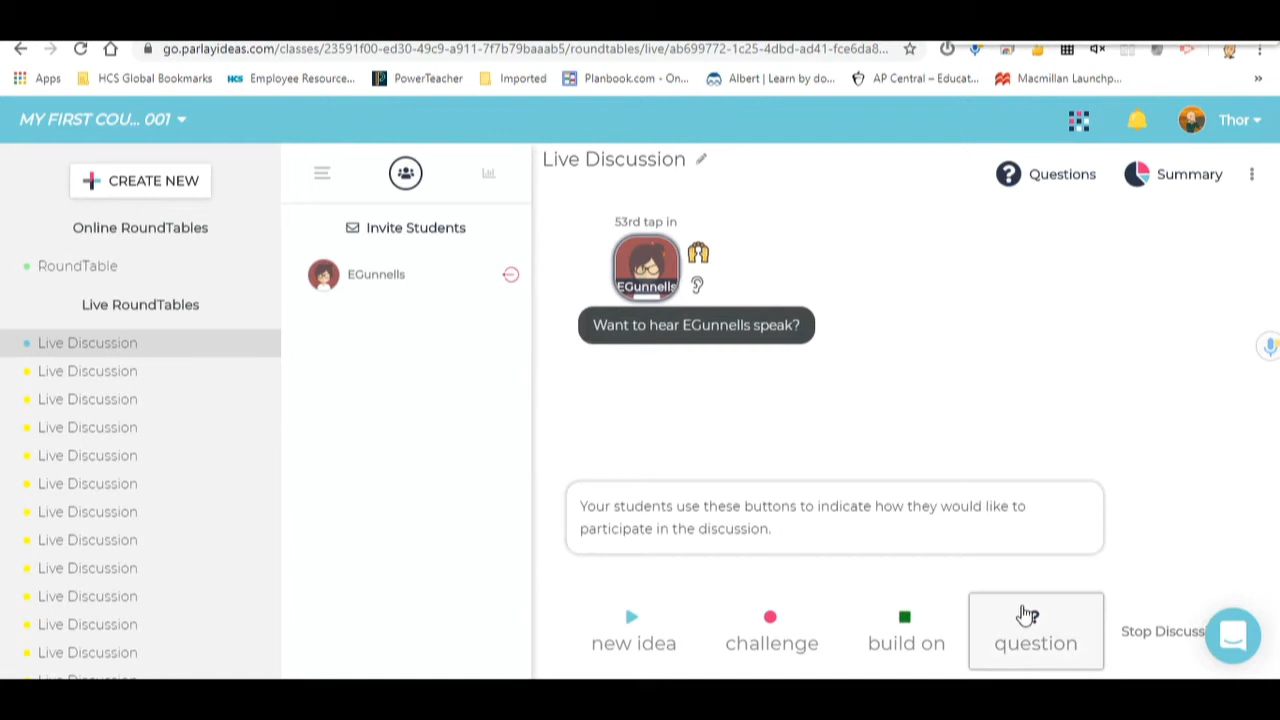 go.parlayideas.com/classes/23591f00-ed30-49c9-a911-7f7b79baaab5/roundtables/live/ab699772-1c25-4dbd-ad41-fce6da8...
Apps HCS Global Bookmarks HCS Employee Resource... PowerTeacher Imported Planbook.com - On... Albert | Learn by do... AP Central – Educat... Macmillan Launchp... »
MY FIRST COU... 001 Thor
CREATE NEW
Online RoundTables
RoundTable
Live RoundTables
Live Discussion
Live Discussion
Live Discussion
Live Discussion
Live Discussion
Live Discussion
Live Discussion
Live Discussion
Live Discussion
Live Discussion
Live Discussion
Live Discussion
Invite Students
EGunnells
Live Discussion
? Questions Summary
53rd tap in
EGunnells
Want to hear EGunnells speak?
Your students use these buttons to indicate how they would like to
participate in the discussion.
new idea
challenge
build on
?
question
Stop Discuss